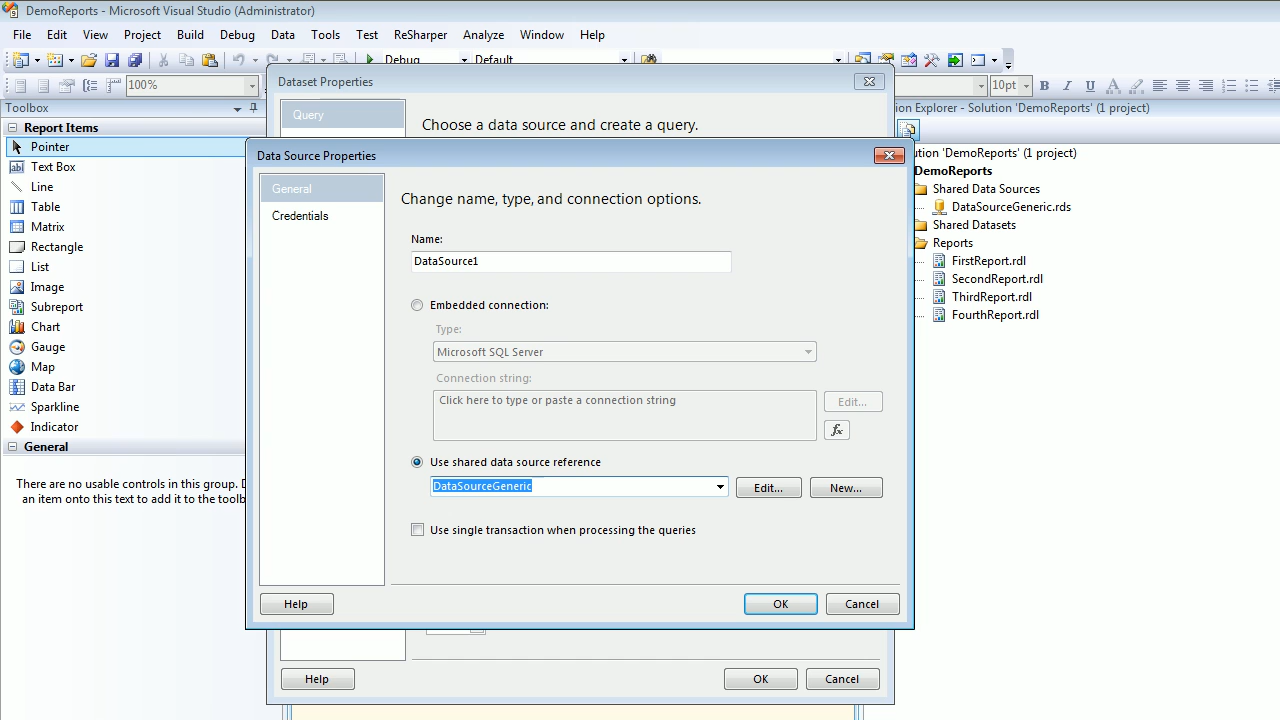 DemoReports - Microsoft Visual Studio (Administrator)
File Edit View Project Build Debug Data Tools Test ReSharper Analyze Window Help
Debug Default
100% 10pt B I U A
Toolbox
Report Items
Pointer
Text Box
Line
Table
Matrix
Rectangle
List
Image
Subreport
Chart
Gauge
Map
Data Bar
Sparkline
Indicator
General
There are no usable controls in this group. D
an item onto this text to add it to the toolb
Dataset Properties
Query
Choose a data source and create a query.
Data Source Properties
General
Credentials
Change name, type, and connection options.
Name:
DataSource1
Embedded connection:
Type:
Microsoft SQL Server
Connection string:
Click here to type or paste a connection string
Edit...
fx
Use shared data source reference
DataSourceGeneric
Edit... New...
Use single transaction when processing the queries
Help OK Cancel
Help OK Cancel
ion Explorer - Solution 'DemoReports' (1 project)
ution 'DemoReports' (1 project)
DemoReports
Shared Data Sources
DataSourceGeneric.rds
Shared Datasets
Reports
FirstReport.rdl
SecondReport.rdl
ThirdReport.rdl
FourthReport.rdl